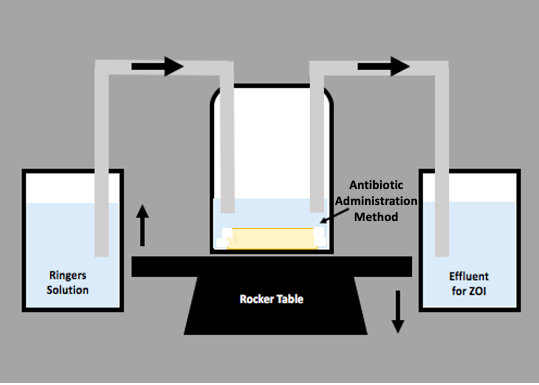 Antibiotic
Administration
Method
Ringers
Solution
Rocker Table
Effluent
for ZOI